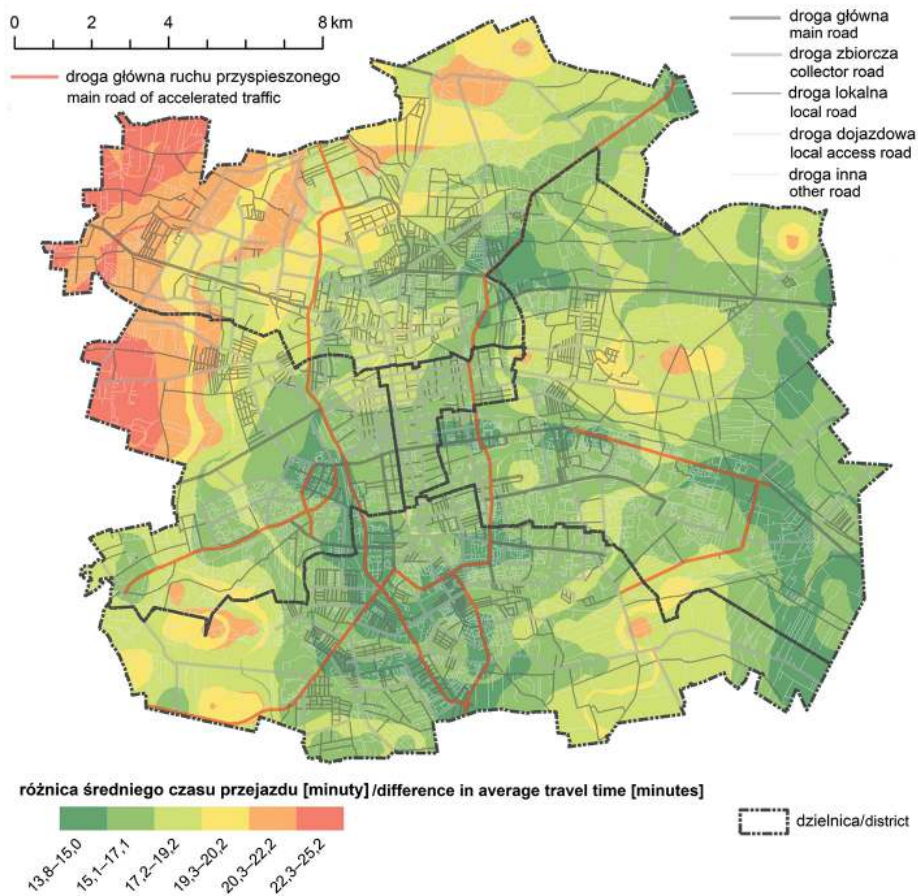 0 2 4 8 km
droga główna ruchu przyspieszonego
main road of accelerated traffic
droga główna
main road
droga zbiorcza
collector road
droga lokalna
local road
droga dojazdowa
local access road
droga inna
other road
różnica średniego czasu przejazdu [minuty]/difference in average travel time [minutes]
13,8–15,0
15,1–17,1
17,2–19,2
19,3–20,2
20,3–22,2
22,3–25,2
dzielnica/district